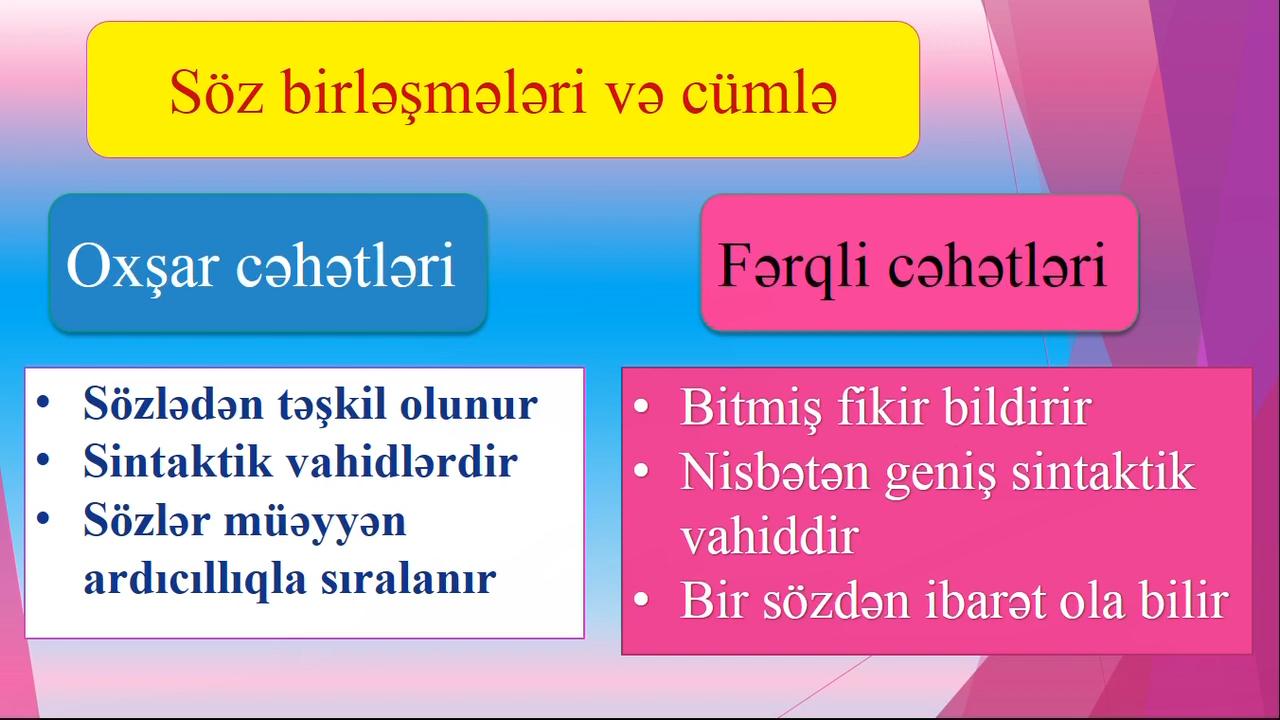 Söz birləşmələri və cümlə
Oxşar cəhətləri
Fərqli cəhətləri
• Sözlədən təşkil olunur
• Sintaktik vahidlərdir
• Sözlər müəyyən
ardıcıllıqla sıralanır
• Bitmiş fikir bildirir
• Nisbətən geniş sintaktik
vahiddir
• Bir sözdən ibarət ola bilir